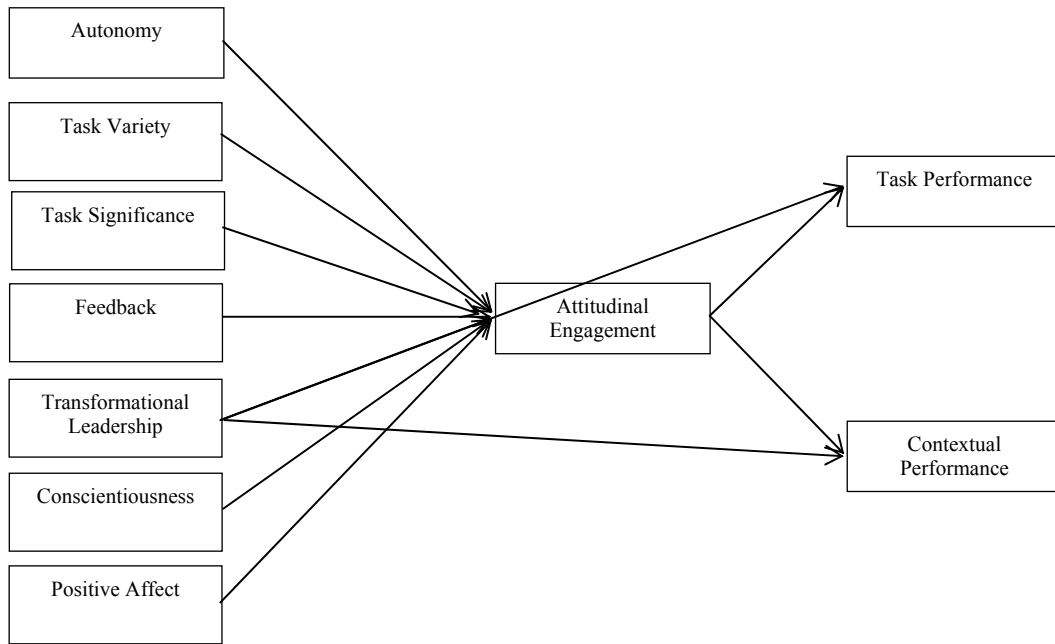 Autonomy
Task Variety
Task Significance
Feedback
Transformational
Leadership
Conscientiousness
Positive Affect
Attitudinal
Engagement
Task Performance
Contextual
Performance